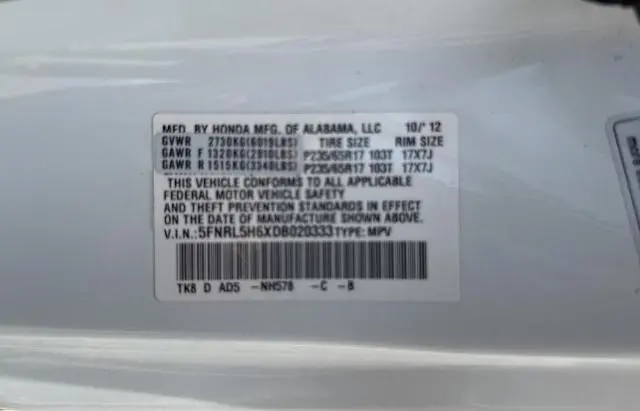 MFD. BY HONDA MFG. OF ALABAMA, LLC 10/'12
GVWR 2730KG(6019LBS) TIRE SIZE RIM SIZE
GAWR F 1320KG(2910LBS) P235/65R17 103T 17X7J
GAWR R 1515KG(3340LBS) P235/65R17 103T 17X7J
THIS VEHICLE CONFORMS TO ALL APPLICABLE
FEDERAL MOTOR VEHICLE SAFETY
AND THEFT PREVENTION STANDARDS IN EFFECT
ON THE DATE OF MANUFACTURE SHOWN ABOVE.
V.I.N.: 5FNRL5H6XDB020333 TYPE: MPV
TK8 D AD5 -NH578 -C -B